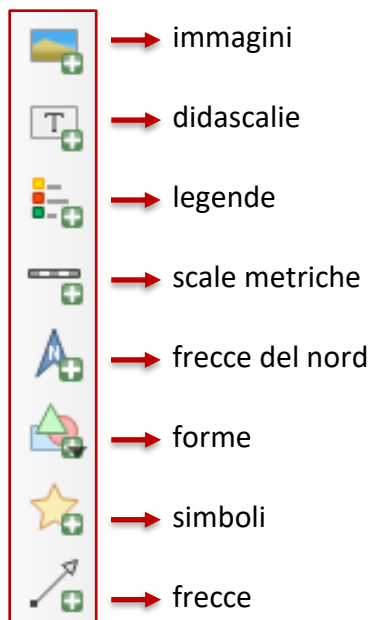 immagini
T
didascalie
legende
scale metriche
N
frecce del nord
forme
simboli
frecce